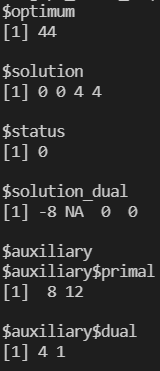 $optimum
[1] 44
$solution
[1] 0 0 4 4
$status
[1] 0
$solution_dual
[1] -8 NA  0  0
$auxiliary
$auxiliary$primal
[1]  8 12
$auxiliary$dual
[1] 4 1